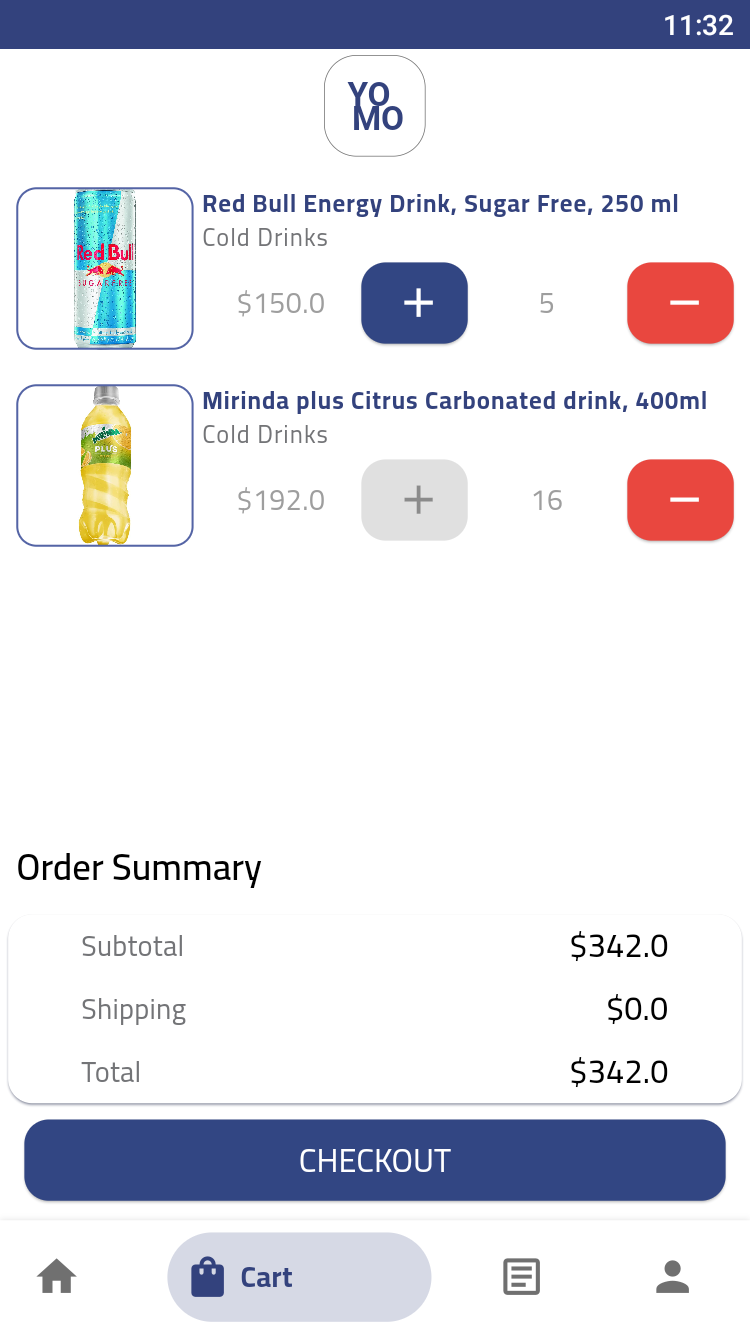 11:32
YO
MO
Red Bull Energy Drink, Sugar Free, 250 ml
Cold Drinks
Red Bull
SUGARFREE
$150.0
+
5
−
Mirinda plus Citrus Carbonated drink, 400ml
Cold Drinks
MIRINDA
PLUS
$192.0
+
16
−
Order Summary
Subtotal
$342.0
Shipping
$0.0
Total
$342.0
CHECKOUT
Cart